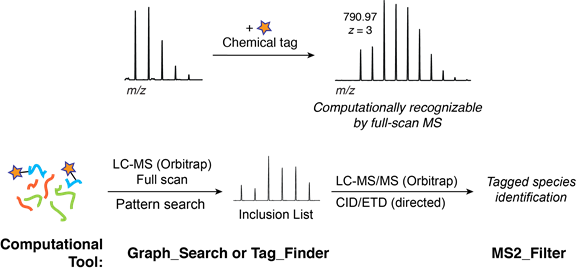 +
Chemical tag
m/z
790.97
z = 3
m/z
Computationally recognizable
by full-scan MS
LC-MS (Orbitrap)
Full scan
Pattern search
Inclusion List
LC-MS/MS (Orbitrap)
CID/ETD (directed)
Tagged species
identification
Computational
Tool:
Graph_Search or Tag_Finder
MS2_Filter